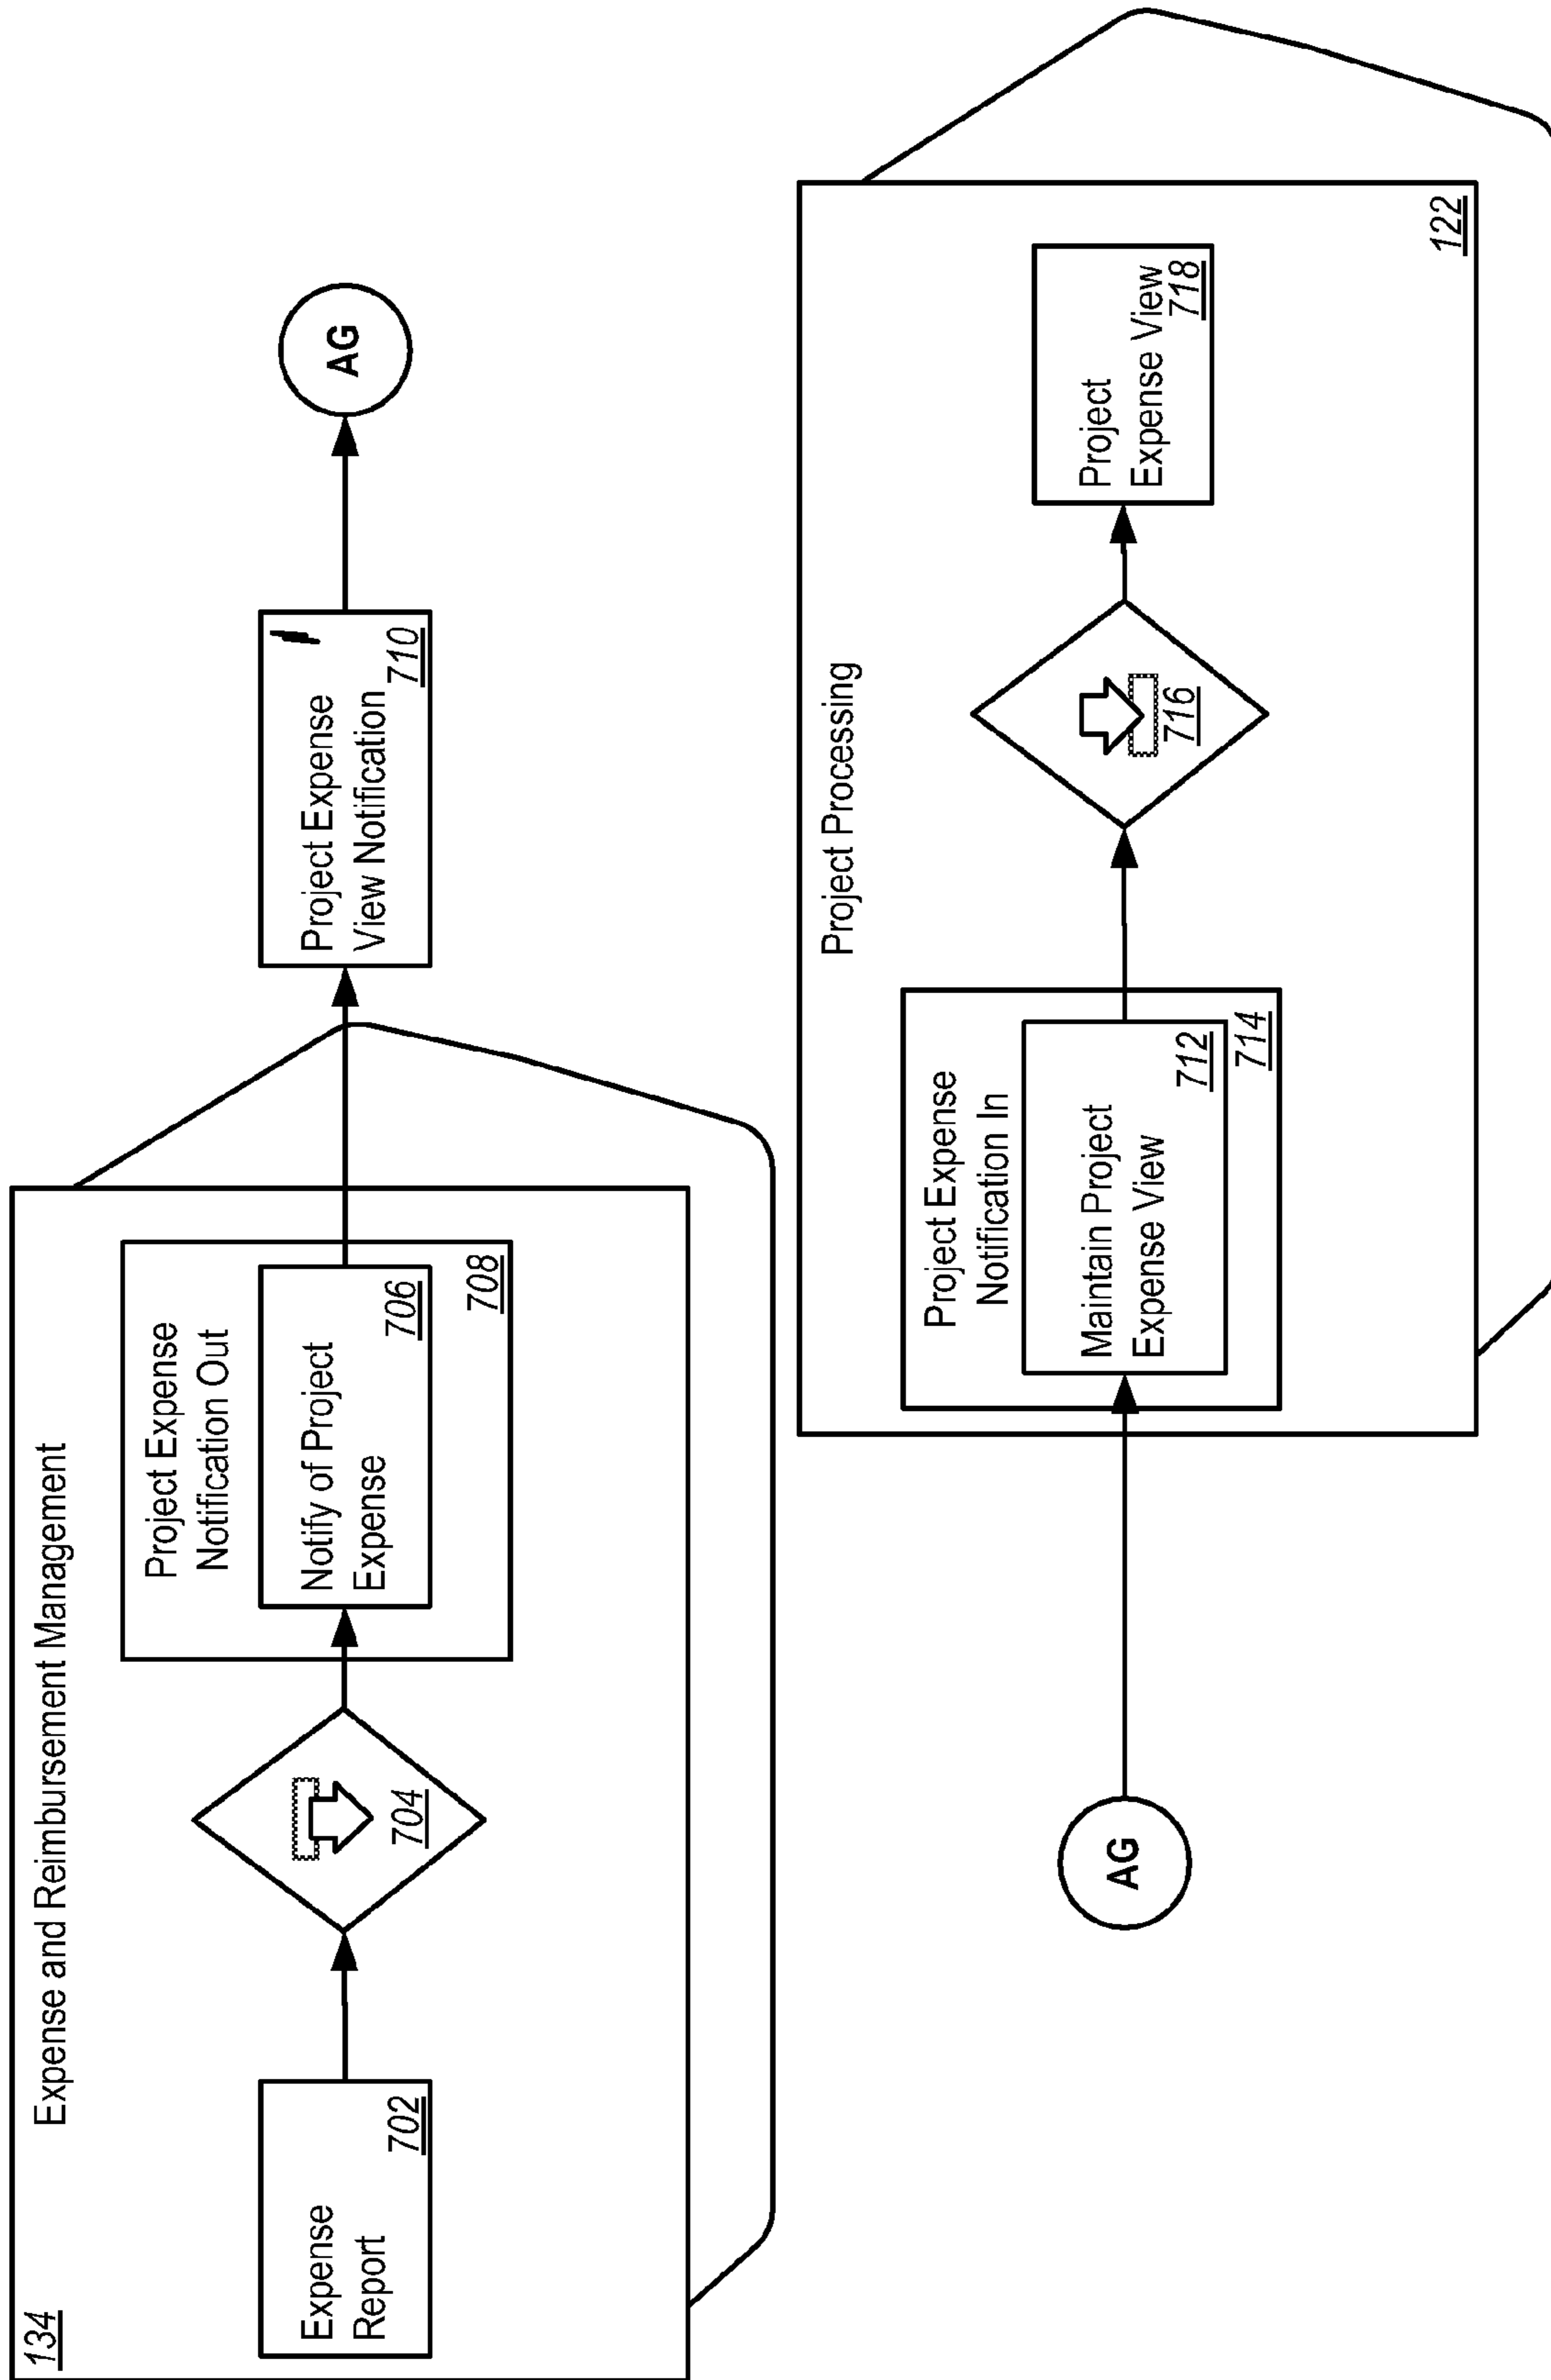 134
Expense and Reimbursement Management
Expense
Report
702
704
Project Expense
Notification Out
Notify of Project
Expense
706
708
Project Expense
View Notification
710
AG
AG
Project Processing
Project Expense
Notification In
Maintain Project
Expense View
712
714
716
Project
Expense View
718
122